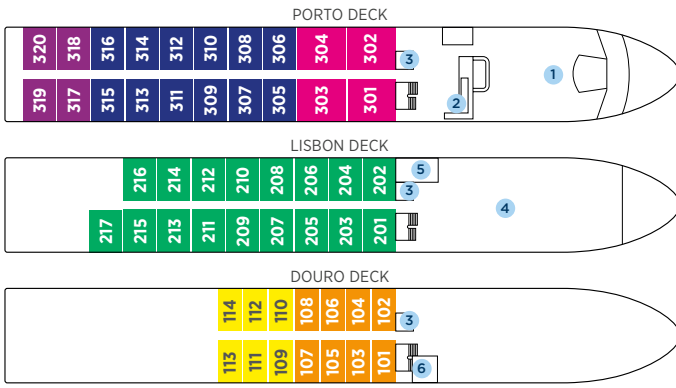 PORTO DECK
320 318 316 314 312 310 308 306 304 302 3
1
319 317 315 313 311 309 307 305 303 301 2
LISBON DECK
216 214 212 210 208 206 204 202 5
3
4
217 215 213 211 209 207 205 203 201
DOURO DECK
114 112 110 108 106 104 102 3
113 111 109 107 105 103 101 6